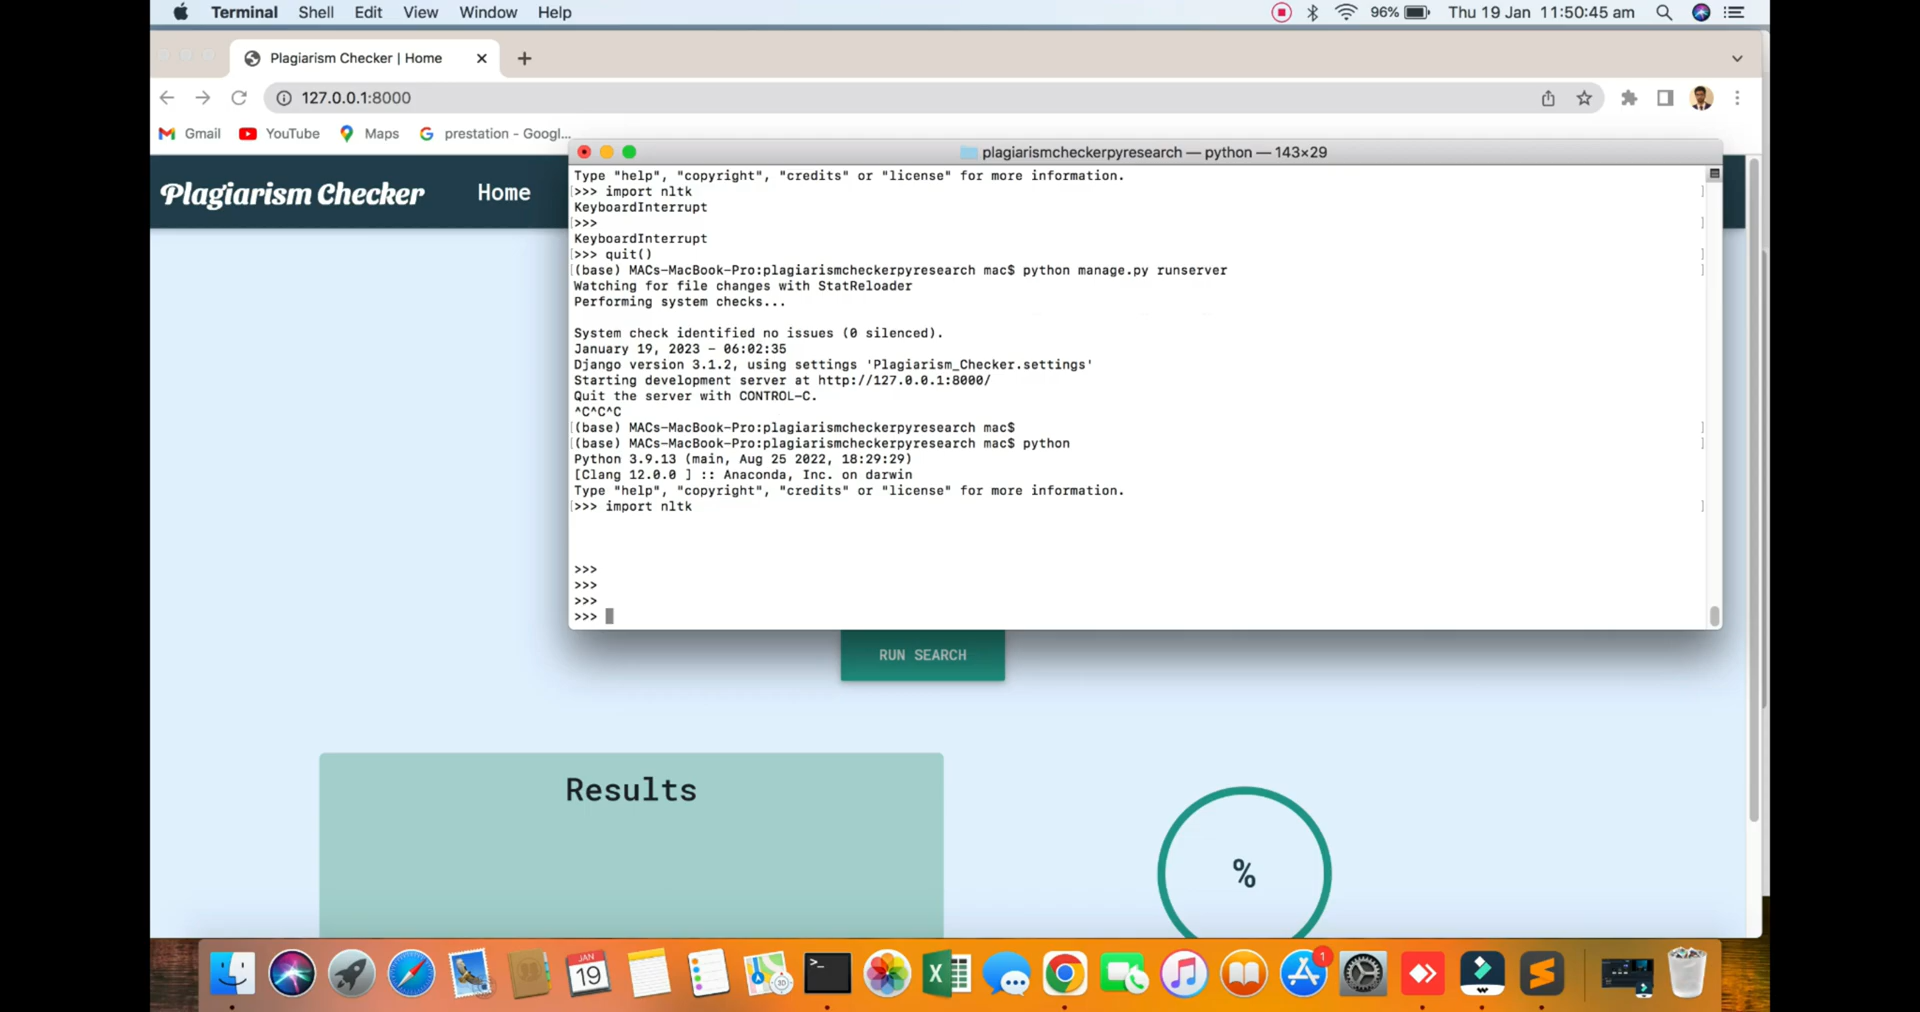 Terminal Shell Edit View Window Help 96% Thu 19 Jan 11:50:45 am
Plagiarism Checker | Home
127.0.0.1:8000
Gmail YouTube Maps prestation - Googl...
plagiarismcheckerpyresearch — python — 143×29
Plagiarism Checker Home
Type "help", "copyright", "credits" or "license" for more information.
[>>> import nltk ]
KeyboardInterrupt
[>>> ]
KeyboardInterrupt
[>>> quit()
[(base) MACs-MacBook-Pro:plagiarismcheckerpyresearch mac$ python manage.py runserver ]
Watching for file changes with StatReloader
Performing system checks...
System check identified no issues (0 silenced).
January 19, 2023 - 06:02:35
Django version 3.1.2, using settings 'Plagiarism_Checker.settings'
Starting development server at http://127.0.0.1:8000/
Quit the server with CONTROL-C.
^C^C^C
[(base) MACs-MacBook-Pro:plagiarismcheckerpyresearch mac$ ]
[(base) MACs-MacBook-Pro:plagiarismcheckerpyresearch mac$ python ]
Python 3.9.13 (main, Aug 25 2022, 18:29:29)
[Clang 12.0.0 ] :: Anaconda, Inc. on darwin
Type "help", "copyright", "credits" or "license" for more information.
[>>> import nltk ]
>>>
>>>
>>>
>>>
RUN SEARCH
Results
%
JAN
19
1